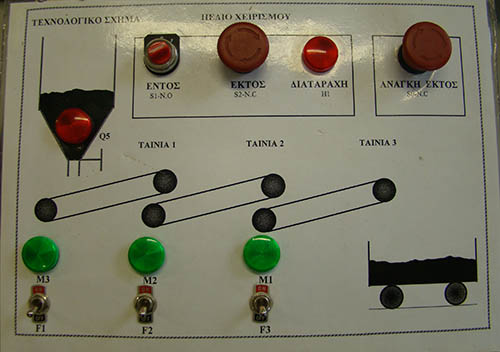 ΤΕΧΝΟΛΟΓΙΚΟ ΣΧΗΜΑ
ΠΕΔΙΟ ΧΕΙΡΙΣΜΟΥ
ΕΝΤΟΣ
S1-N.O
ΕΚΤΟΣ
S2-N.C
ΔΙΑΤΑΡΑΧΗ
H1
ΑΝΑΓΚΗ ΕΚΤΟΣ
S0-N.C
Q5
ΤΑΙΝΙΑ 1
ΤΑΙΝΙΑ 2
ΤΑΙΝΙΑ 3
M3
M2
M1
F1
F2
F3